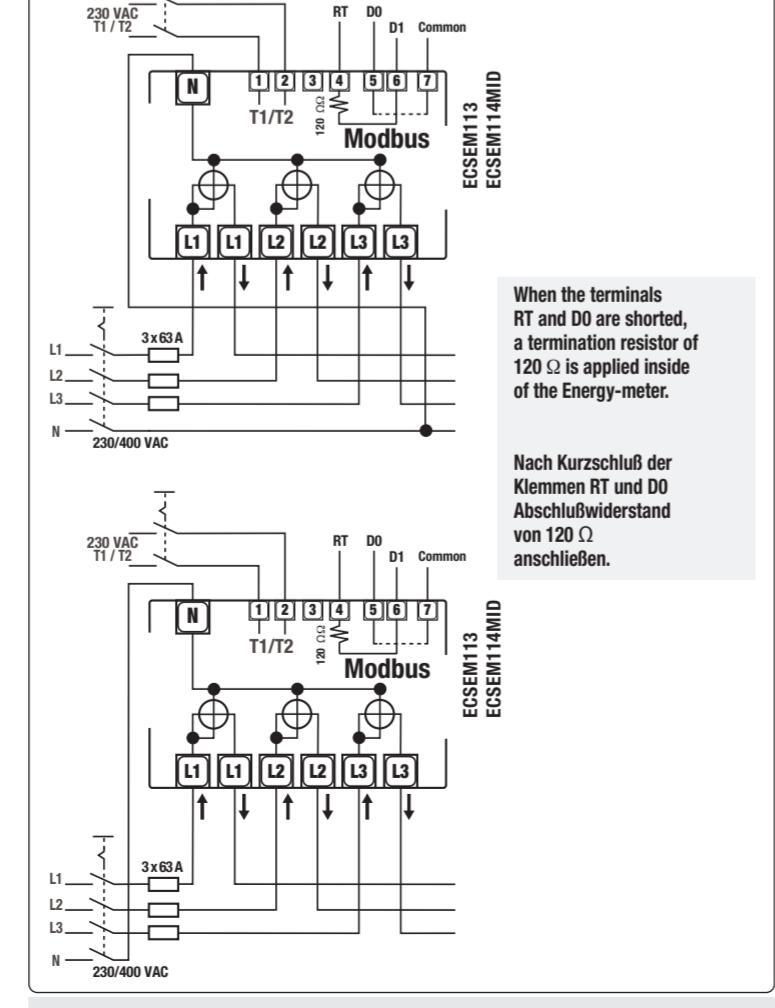 230 VAC
T1 / T2
RT D0
D1 Common
N 1 2 3 4 5 6 7
T1/T2
120 ΩΩ
Modbus
ECSEM113
ECSEM114MID
L1 L1 L2 L2 L3 L3
When the terminals
RT and D0 are shorted,
a termination resistor of
120 Ω is applied inside
of the Energy-meter.
3x63A
L1
L2
L3
N
230/400 VAC
Nach Kurzschluß der
Klemmen RT und D0
Abschlußwiderstand
von 120 Ω
anschließen.
230 VAC
T1 / T2
RT D0
D1 Common
N 1 2 3 4 5 6 7
T1/T2
120 ΩΩ
Modbus
ECSEM113
ECSEM114MID
L1 L1 L2 L2 L3 L3
3x63A
L1
L2
L3
N
230/400 VAC